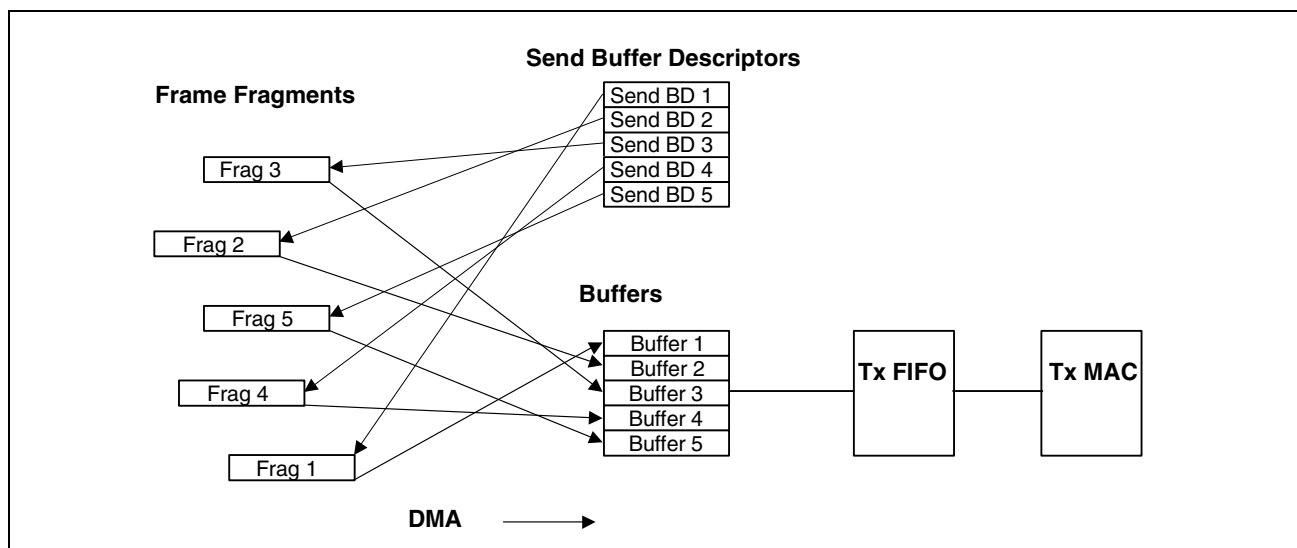 Send Buffer Descriptors
Frame Fragments
Send BD 1
Send BD 2
Send BD 3
Send BD 4
Send BD 5
Frag 3
Frag 2
Frag 5
Frag 4
Frag 1
Buffers
Buffer 1
Buffer 2
Buffer 3
Buffer 4
Buffer 5
Tx FIFO
Tx MAC
DMA